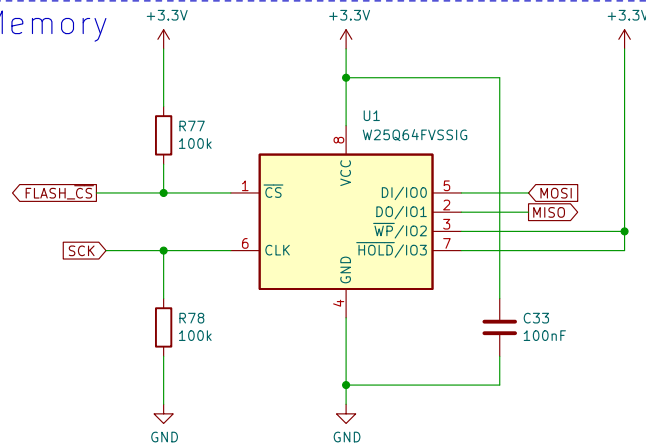 Memory
+3.3V
+3.3V
+3.3V
R77
100k
U1
W25Q64FVSSIG
8
VCC
FLASH_CS
1
CS
DI/IO0
5
MOSI
DO/IO1
2
MISO
WP/IO2
3
SCK
6
CLK
HOLD/IO3
7
GND
4
R78
100k
C33
100nF
GND
GND